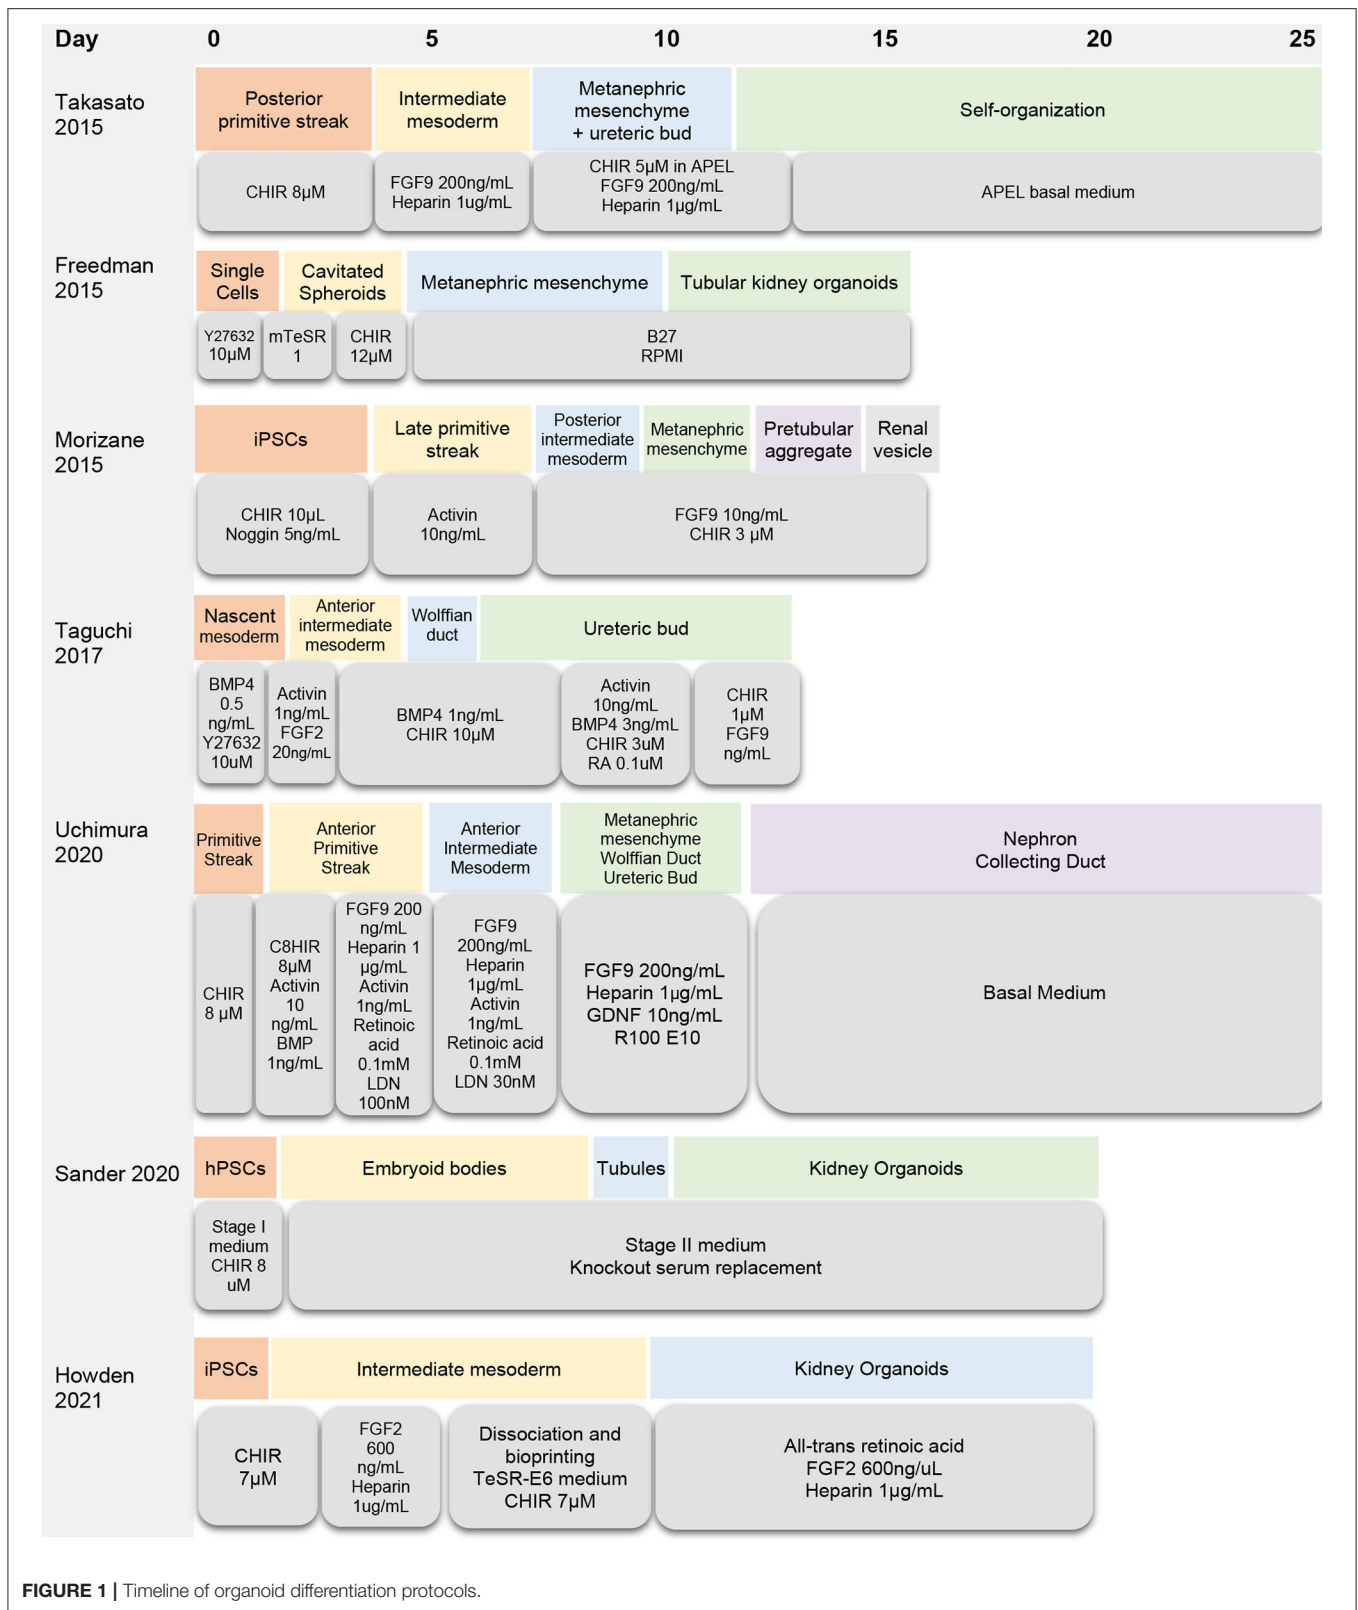 Day 0 5 10 15 20 25
Takasato
2015
Posterior
primitive streak
Intermediate
mesoderm
Metanephric
mesenchyme
+ ureteric bud
Self-organization
CHIR 8µM
FGF9 200ng/mL
Heparin 1ug/mL
CHIR 5µM in APEL
FGF9 200ng/mL
Heparin 1µg/mL
APEL basal medium
Freedman
2015
Single
Cells
Cavitated
Spheroids
Metanephric mesenchyme
Tubular kidney organoids
Y27632
10µM
mTeSR
1
CHIR
12µM
B27
RPMI
Morizane
2015
iPSCs
Late primitive
streak
Posterior
intermediate
mesoderm
Metanephric
mesenchyme
Pretubular
aggregate
Renal
vesicle
CHIR 10µL
Noggin 5ng/mL
Activin
10ng/mL
FGF9 10ng/mL
CHIR 3 µM
Taguchi
2017
Nascent
mesoderm
Anterior
intermediate
mesoderm
Wolffian
duct
Ureteric bud
BMP4
0.5
ng/mL
Y27632
10uM
Activin
1ng/mL
FGF2
20ng/mL
BMP4 1ng/mL
CHIR 10µM
Activin
10ng/mL
BMP4 3ng/mL
CHIR 3uM
RA 0.1uM
CHIR
1µM
FGF9
ng/mL
Uchimura
2020
Primitive
Streak
Anterior
Primitive
Streak
Anterior
Intermediate
Mesoderm
Metanephric
mesenchyme
Wolffian Duct
Ureteric Bud
Nephron
Collecting Duct
CHIR
8 µM
C8HIR
8µM
Activin
10
ng/mL
BMP
1ng/mL
FGF9 200
ng/mL
Heparin 1
µg/mL
Activin
1ng/mL
Retinoic
acid
0.1mM
LDN
100nM
FGF9
200ng/mL
Heparin
1µg/mL
Activin
1ng/mL
Retinoic acid
0.1mM
LDN 30nM
FGF9 200ng/mL
Heparin 1µg/mL
GDNF 10ng/mL
R100 E10
Basal Medium
Sander 2020
hPSCs
Embryoid bodies
Tubules
Kidney Organoids
Stage I
medium
CHIR 8
uM
Stage II medium
Knockout serum replacement
Howden
2021
iPSCs
Intermediate mesoderm
Kidney Organoids
CHIR
7µM
FGF2
600
ng/mL
Heparin
1ug/mL
Dissociation and
bioprinting
TeSR-E6 medium
CHIR 7µM
All-trans retinoic acid
FGF2 600ng/uL
Heparin 1µg/mL
FIGURE 1 | Timeline of organoid differentiation protocols.